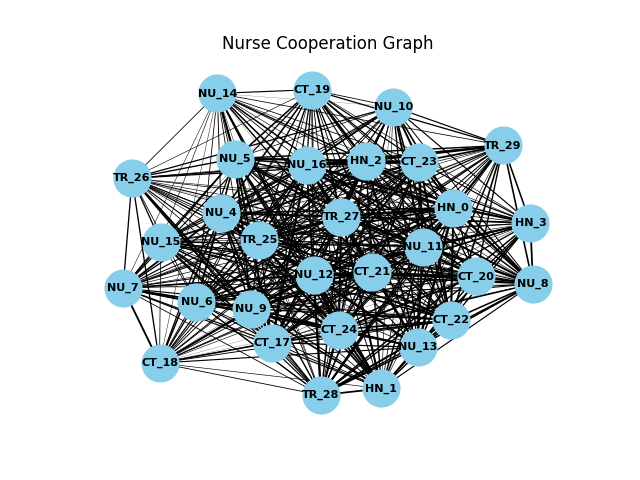 Nurse Cooperation Graph
CT_19
NU_14
NU_10
TR_29
NU_5
HN_2
CT_23
NU_16
TR_26
HN_0
NU_4
TR_27
HN_3
TR_25
NU_15
NU_11
CT_21
NU_12
CT_20
NU_8
NU_7
NU_6
NU_9
CT_22
CT_24
CT_17
NU_13
CT_18
HN_1
TR_28